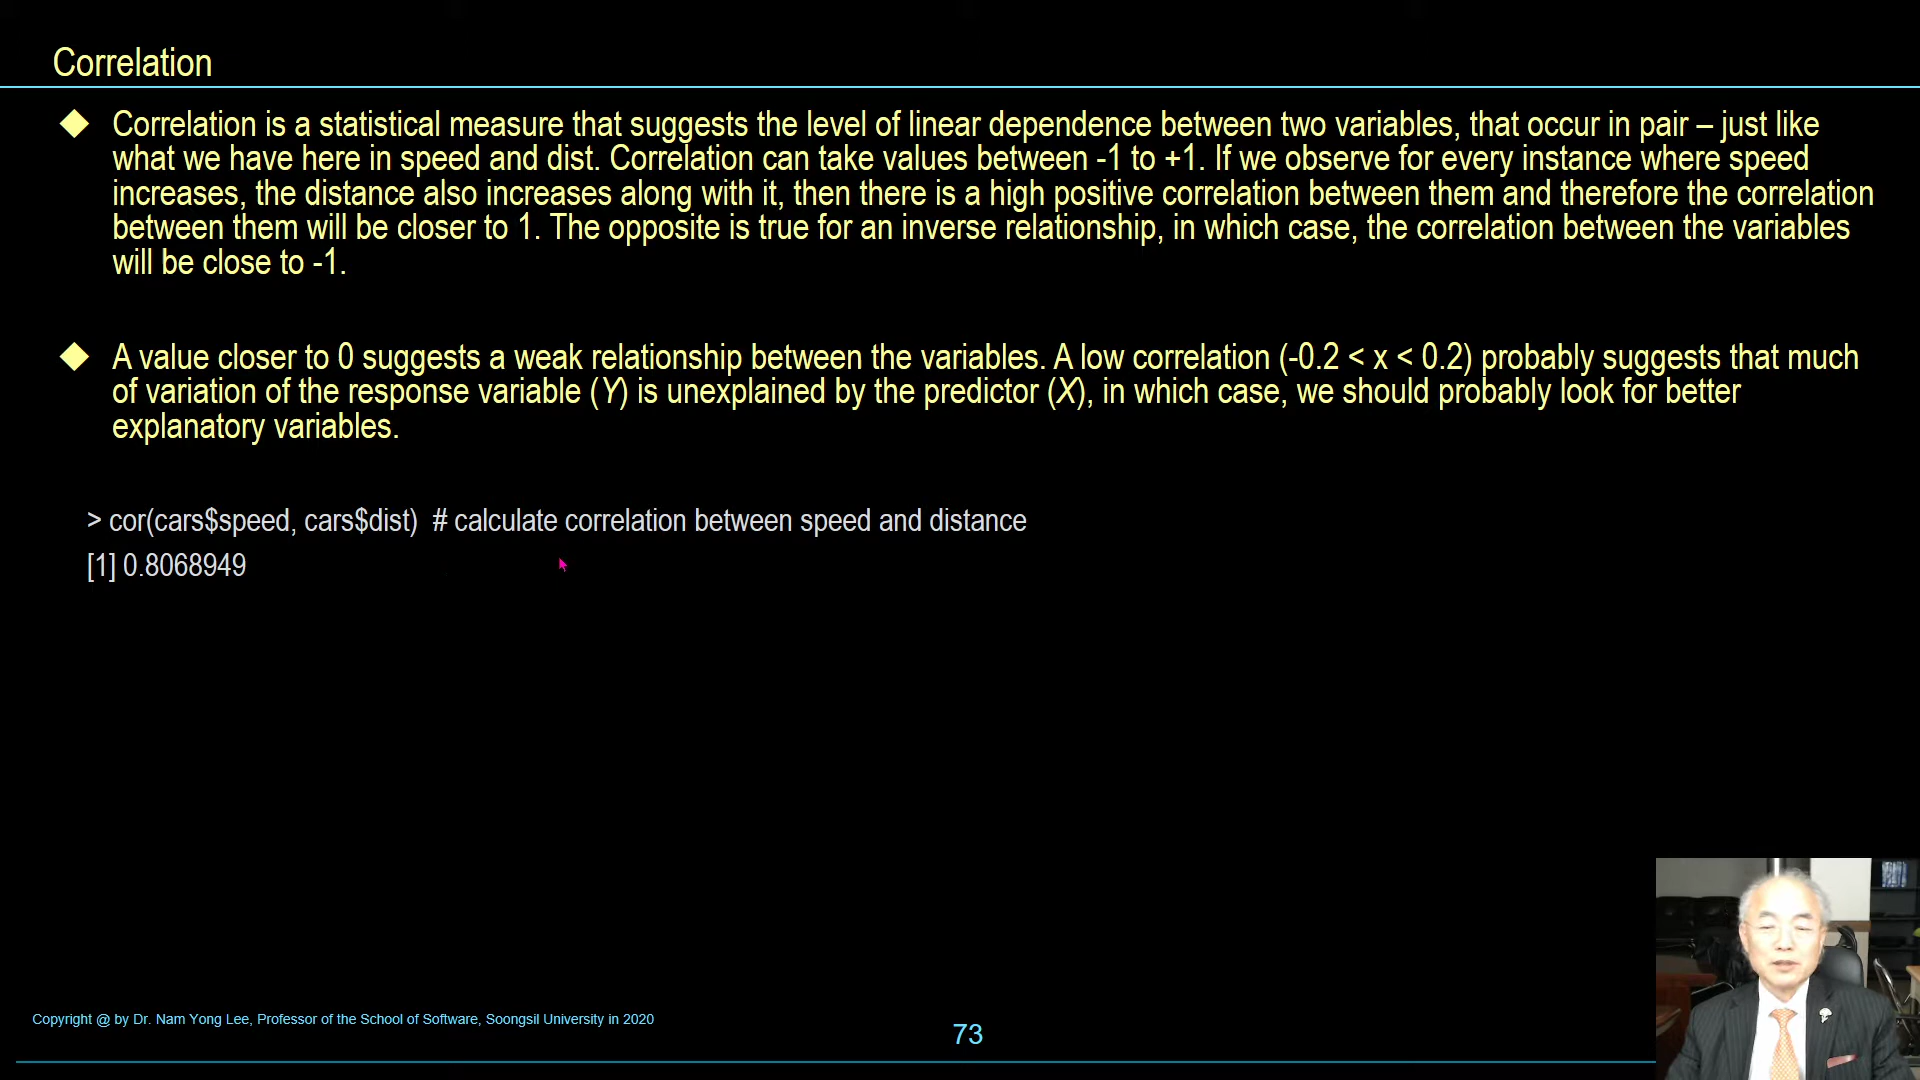 Correlation
Correlation is a statistical measure that suggests the level of linear dependence between two variables, that occur in pair – just like
what we have here in speed and dist. Correlation can take values between -1 to +1. If we observe for every instance where speed
increases, the distance also increases along with it, then there is a high positive correlation between them and therefore the correlation
between them will be closer to 1. The opposite is true for an inverse relationship, in which case, the correlation between the variables
will be close to -1.
A value closer to 0 suggests a weak relationship between the variables. A low correlation (-0.2 < x < 0.2) probably suggests that much
of variation of the response variable (Y) is unexplained by the predictor (X), in which case, we should probably look for better
explanatory variables.
> cor(cars$speed, cars$dist)  # calculate correlation between speed and distance
[1] 0.8068949
Copyright @ by Dr. Nam Yong Lee, Professor of the School of Software, Soongsil University in 2020
73